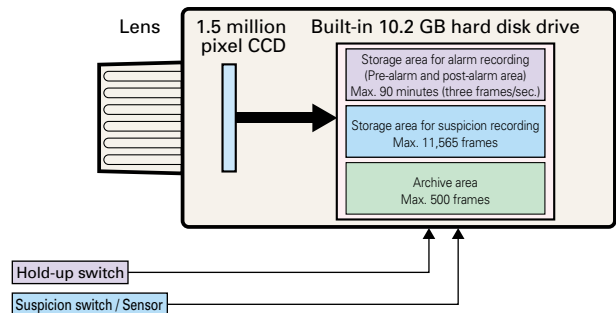 Lens
1.5 million
pixel CCD
Built-in 10.2 GB hard disk drive
Storage area for alarm recording
(Pre-alarm and post-alarm area)
Max. 90 minutes (three frames/sec.)
Storage area for suspicion recording
Max. 11,565 frames
Archive area
Max. 500 frames
Hold-up switch
Suspicion switch / Sensor